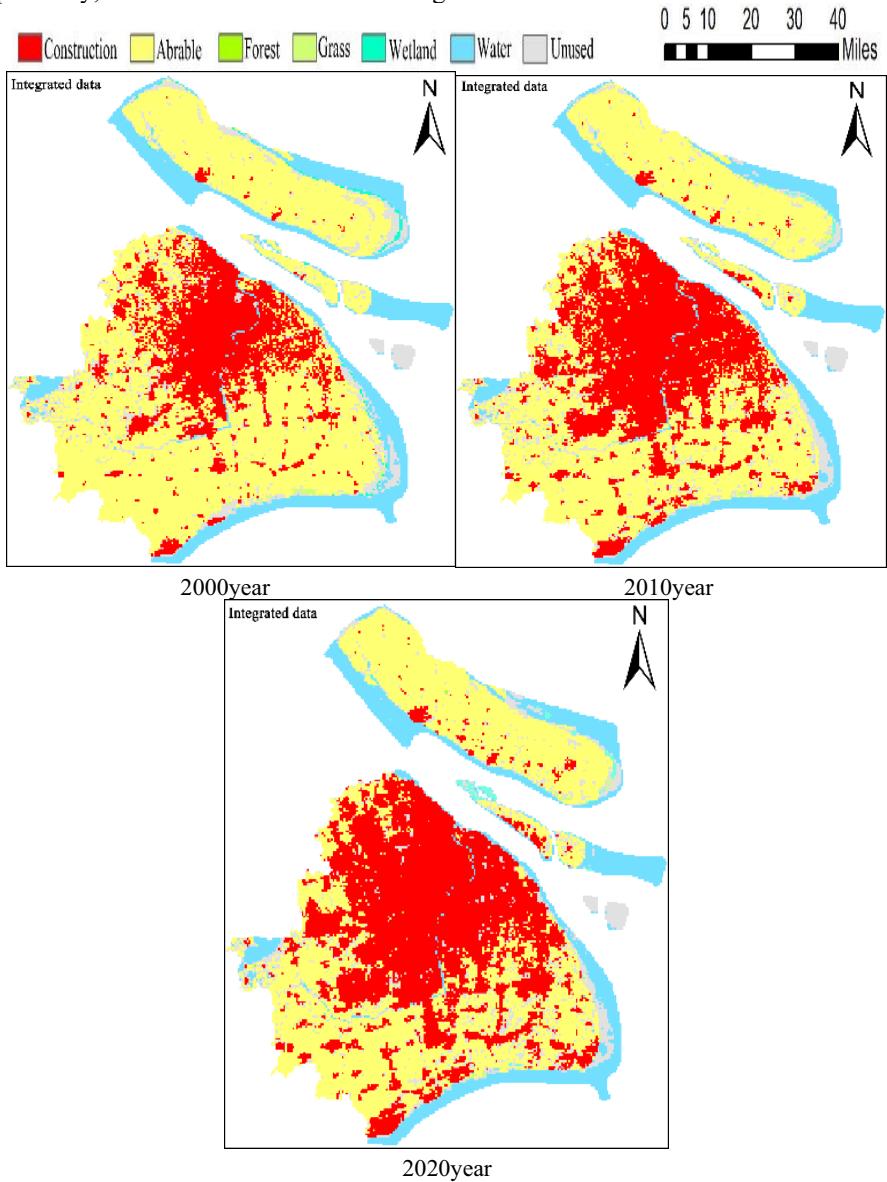 0 5 10 20 30 40
Construction Abrable Forest Grass Wetland Water Unused Miles
Integrated data N Integrated data N
2000year 2010year
Integrated data N
2020year